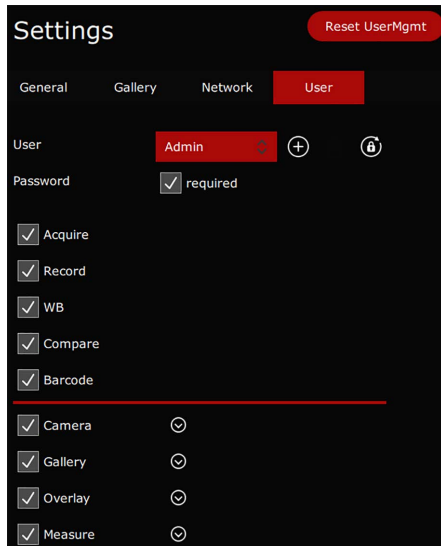 Settings
Reset UserMgmt
General Gallery Network User
User Admin
Password required
Acquire
Record
WB
Compare
Barcode
Camera
Gallery
Overlay
Measure